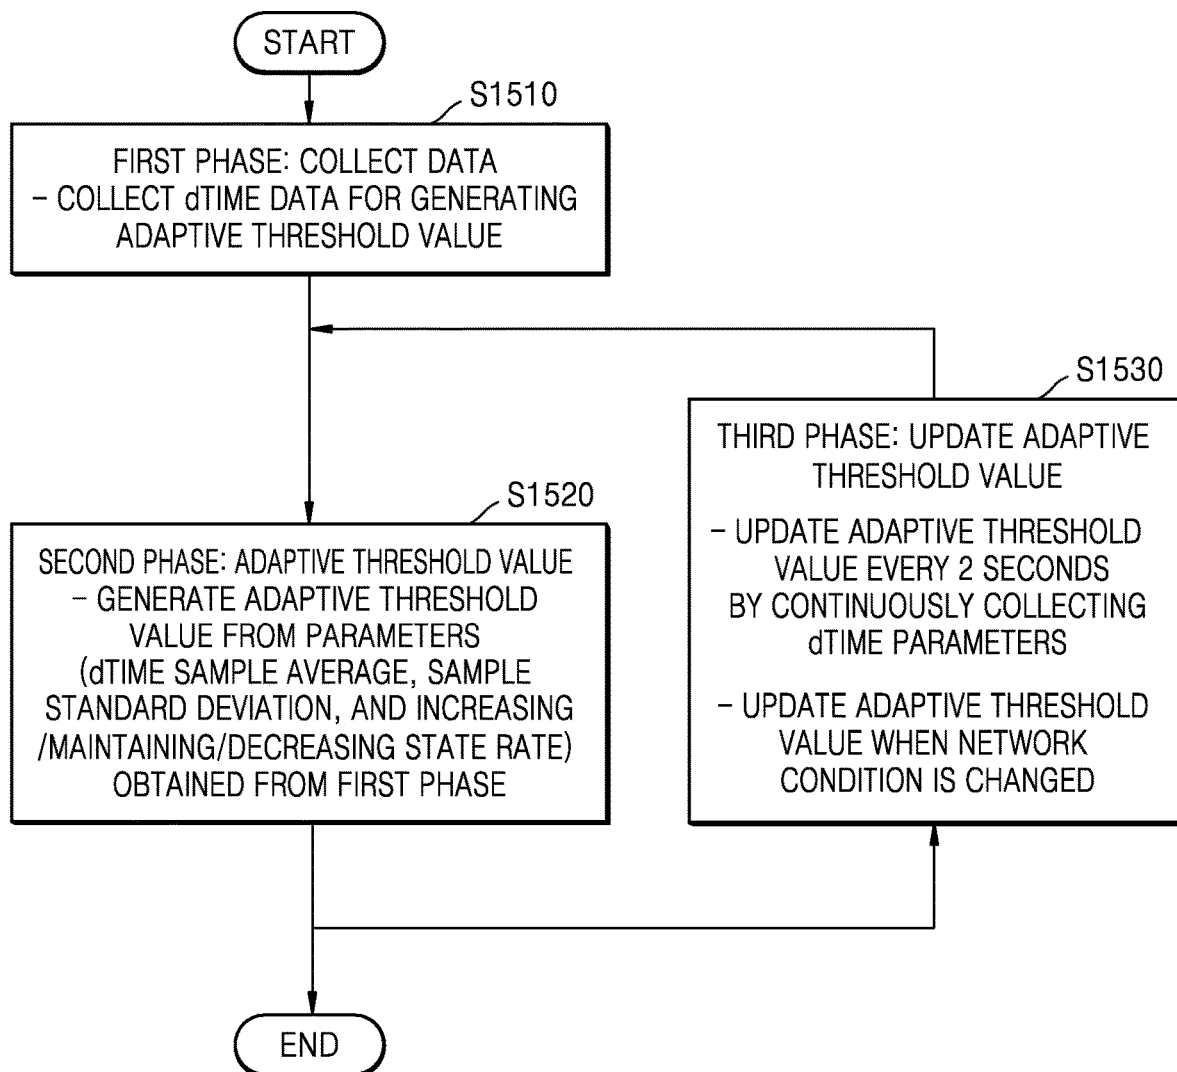 START
S1510
FIRST PHASE: COLLECT DATA
– COLLECT dTIME DATA FOR GENERATING
ADAPTIVE THRESHOLD VALUE
S1530
THIRD PHASE: UPDATE ADAPTIVE
THRESHOLD VALUE
– UPDATE ADAPTIVE THRESHOLD
VALUE EVERY 2 SECONDS
BY CONTINUOUSLY COLLECTING
dTIME PARAMETERS
– UPDATE ADAPTIVE THRESHOLD
VALUE WHEN NETWORK
CONDITION IS CHANGED
S1520
SECOND PHASE: ADAPTIVE THRESHOLD VALUE
– GENERATE ADAPTIVE THRESHOLD
VALUE FROM PARAMETERS
(dTIME SAMPLE AVERAGE, SAMPLE
STANDARD DEVIATION, AND INCREASING
/MAINTAINING/DECREASING STATE RATE)
OBTAINED FROM FIRST PHASE
END